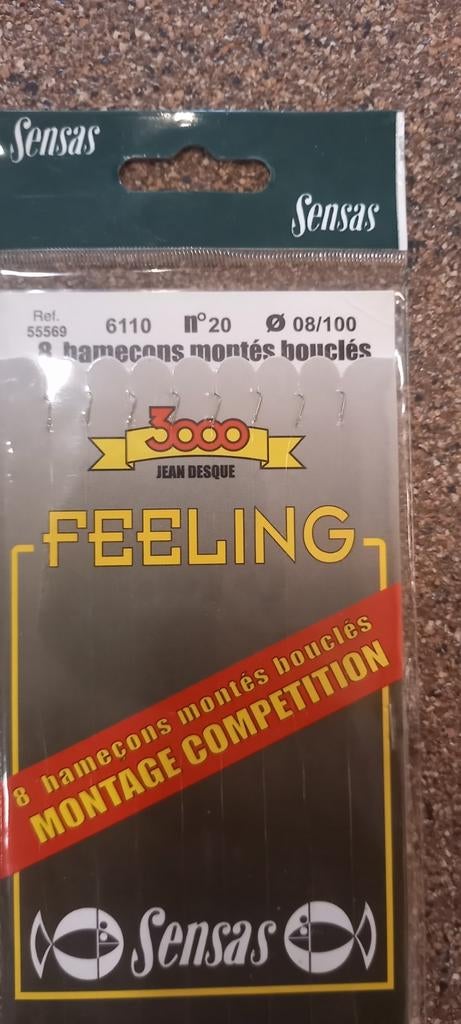 Sensas
Sensas
Ref.
55569
6110 n° 20 Ø 08/100
8 hameçons montés bouclés
3000
JEAN DESQUE
FEELING
8 hameçons montés bouclés
MONTAGE COMPETITION
Sensas